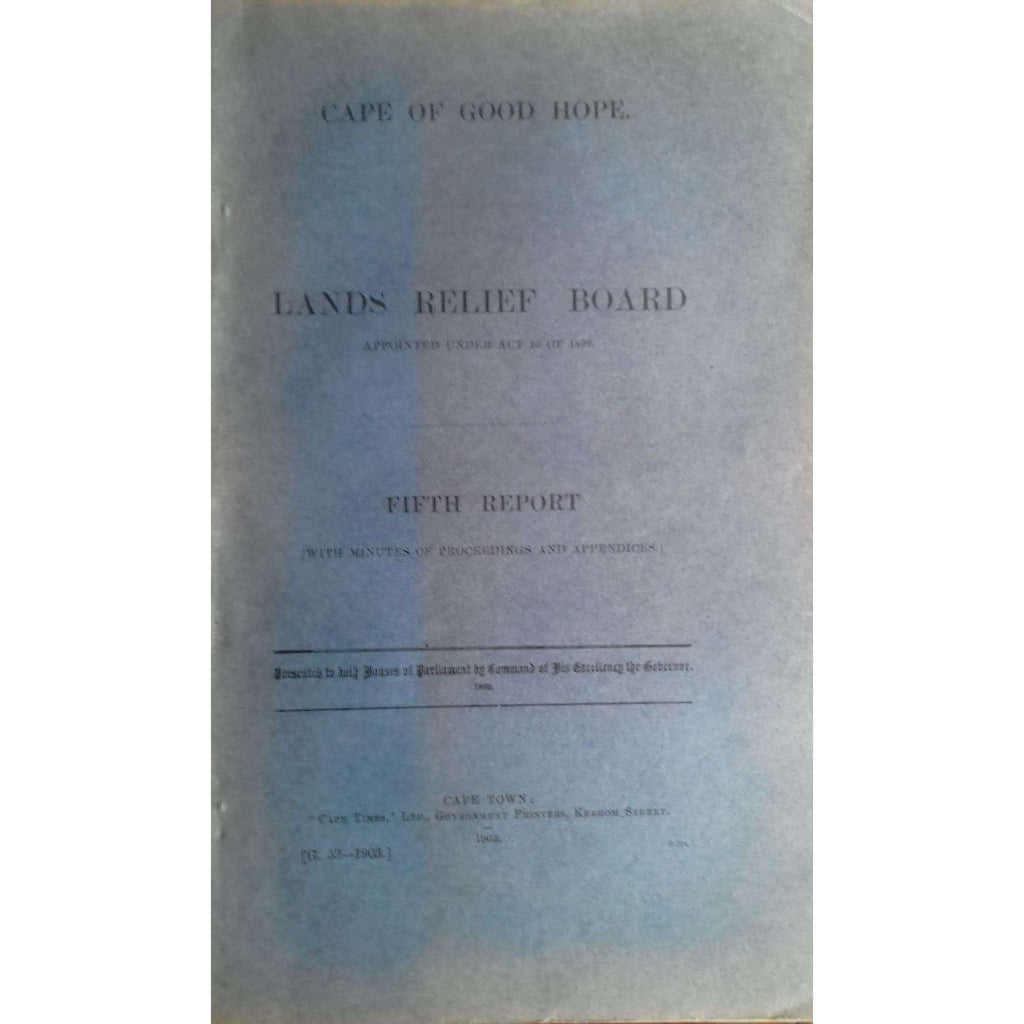 CAPE OF GOOD HOPE.
LANDS RELIEF BOARD
APPOINTED UNDER ACT 26 OF 1899.
FIFTH REPORT
(WITH MINUTES OF PROCEEDINGS AND APPENDICES.)
Presented to both Houses of Parliament by Command of His Excellency the Governor.
1903.
CAPE TOWN:
"CAPE TIMES," LTD., GOVERNMENT PRINTERS, KEEROM STREET.
1903.
[G. —1903.]